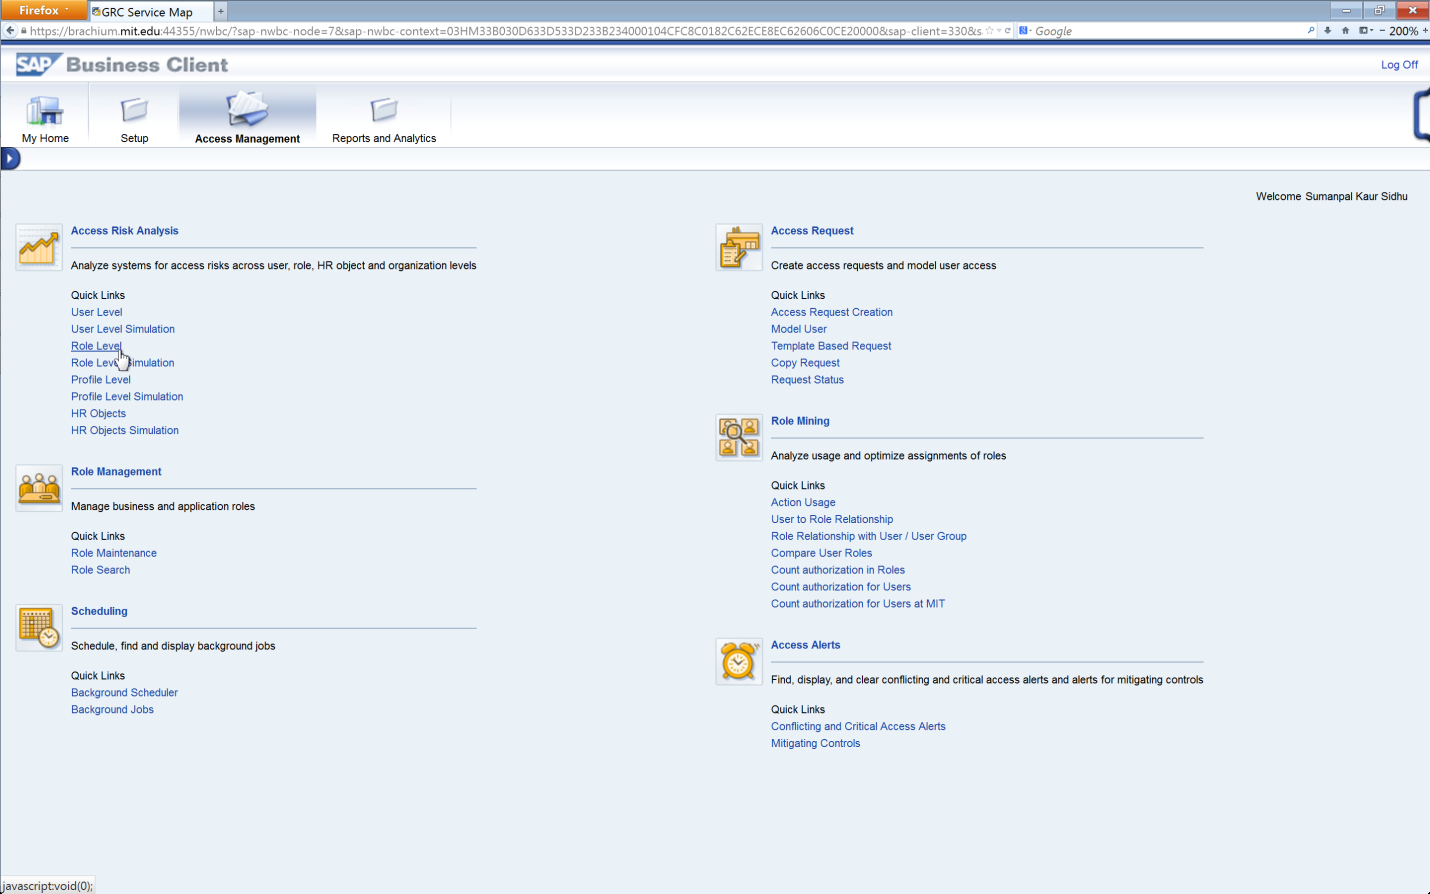 Firefox
GRC Service Map
https://brachium.mit.edu:44355/nwbc/?sap-nwbc-node=7&sap-nwbc-context=03HM33B030D633D533D233B234000104CFC8C0182C62ECE8EC62606C0CE20000&sap-client=330&s
Google
200%
SAP Business Client
Log Off
My Home
Setup
Access Management
Reports and Analytics
Welcome Sumanpal Kaur Sidhu
Access Risk Analysis
Analyze systems for access risks across user, role, HR object and organization levels
Quick Links
User Level
User Level Simulation
Role Level
Role Level Simulation
Profile Level
Profile Level Simulation
HR Objects
HR Objects Simulation
Role Management
Manage business and application roles
Quick Links
Role Maintenance
Role Search
Scheduling
Schedule, find and display background jobs
Quick Links
Background Scheduler
Background Jobs
Access Request
Create access requests and model user access
Quick Links
Access Request Creation
Model User
Template Based Request
Copy Request
Request Status
Role Mining
Analyze usage and optimize assignments of roles
Quick Links
Action Usage
User to Role Relationship
Role Relationship with User / User Group
Compare User Roles
Count authorization in Roles
Count authorization for Users
Count authorization for Users at MIT
Access Alerts
Find, display, and clear conflicting and critical access alerts and alerts for mitigating controls
Quick Links
Conflicting and Critical Access Alerts
Mitigating Controls
javascript:void(0);